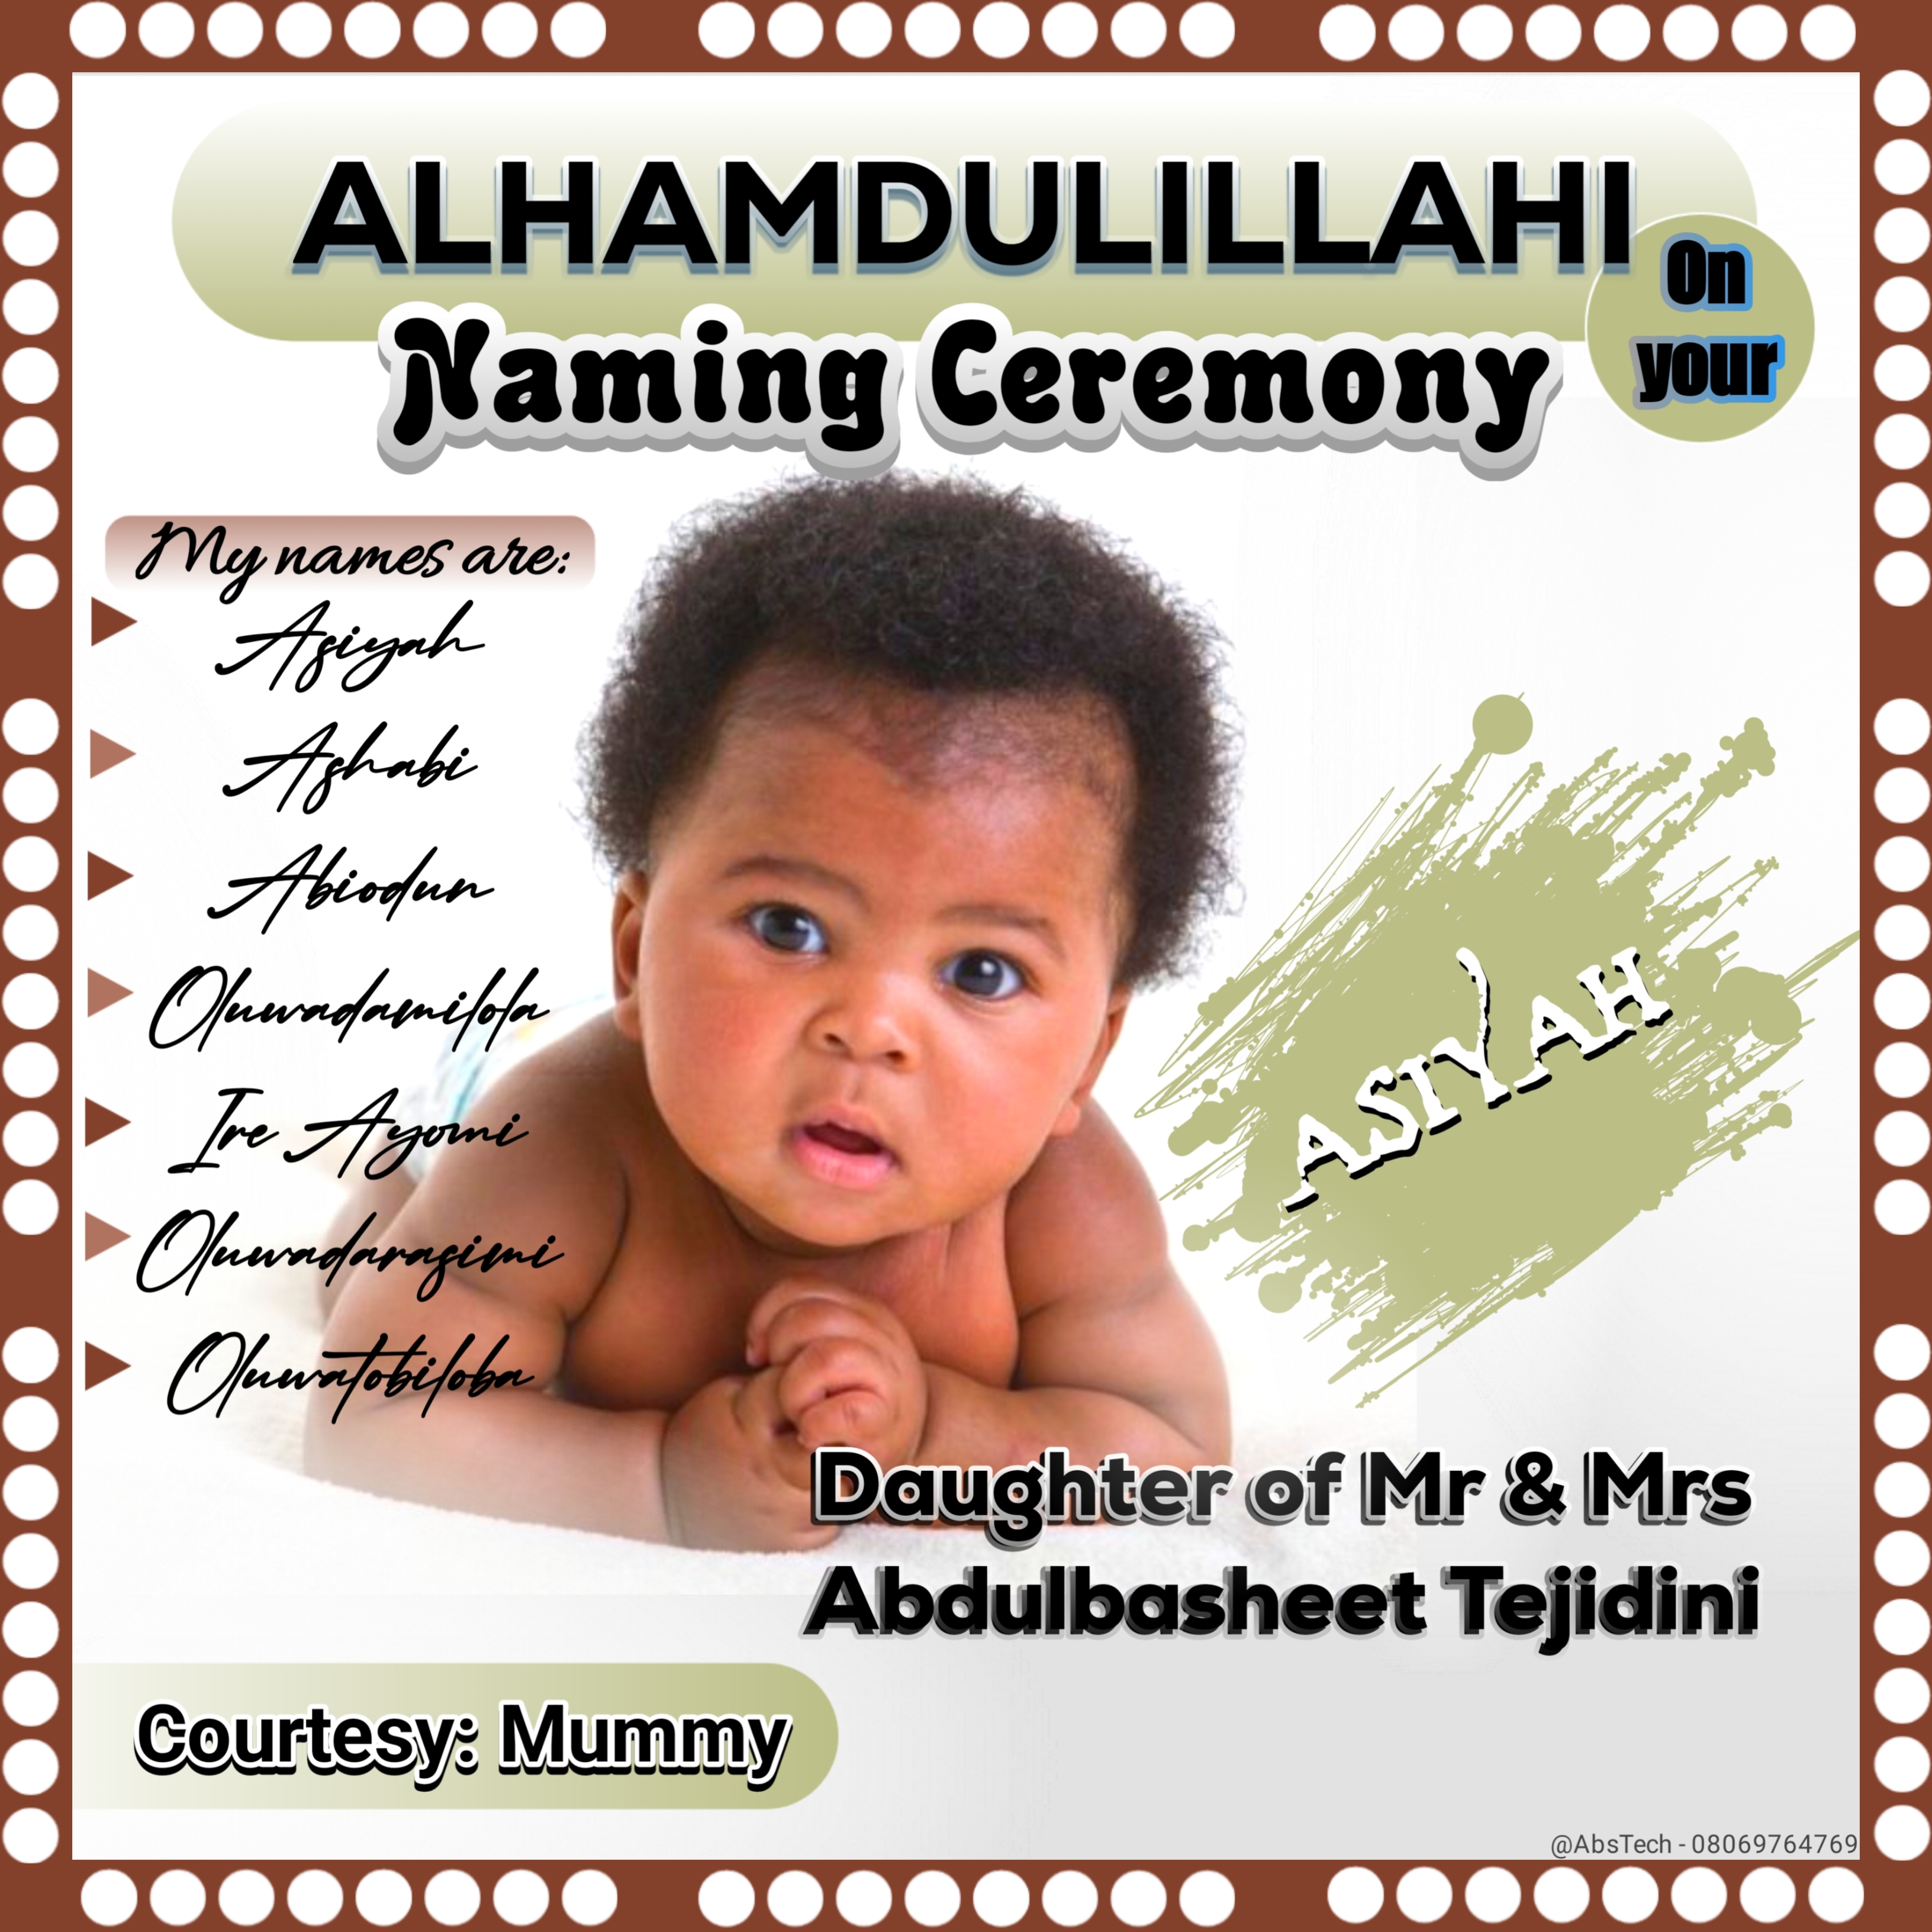 ALHAMDULILLAHI
On
your
Naming Ceremony
My names are:
Asiyah
Ashabi
Abiodun
Oluwadamilola
Ire Ayomi
Oluwadarasimi
Oluwatobiloba
ASIYAH
Daughter of Mr & Mrs
Abdulbasheet Tejidini
Courtesy: Mummy
@AbsTech - 08069764769